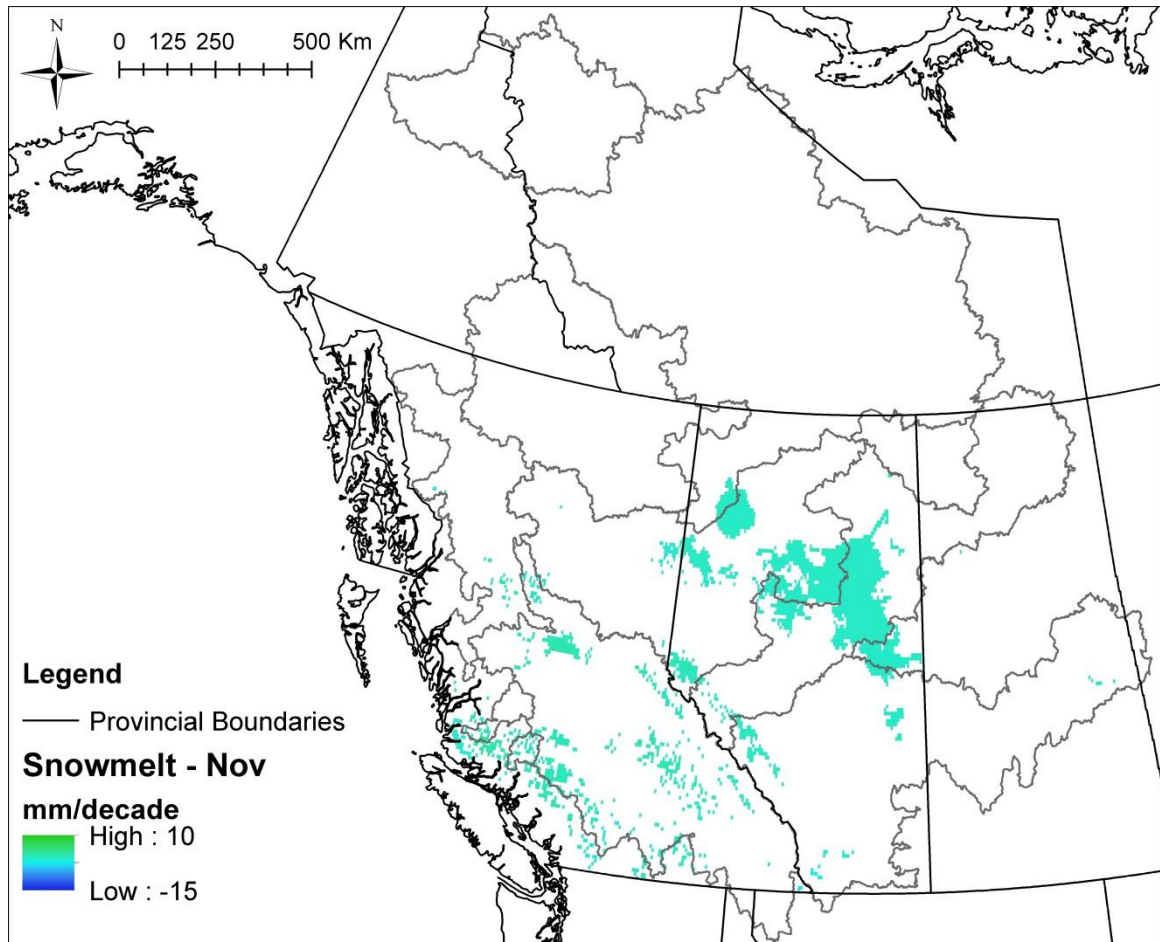 N
0 125 250 500 Km
Legend
Provincial Boundaries
Snowmelt - Nov
mm/decade
High : 10
Low : -15